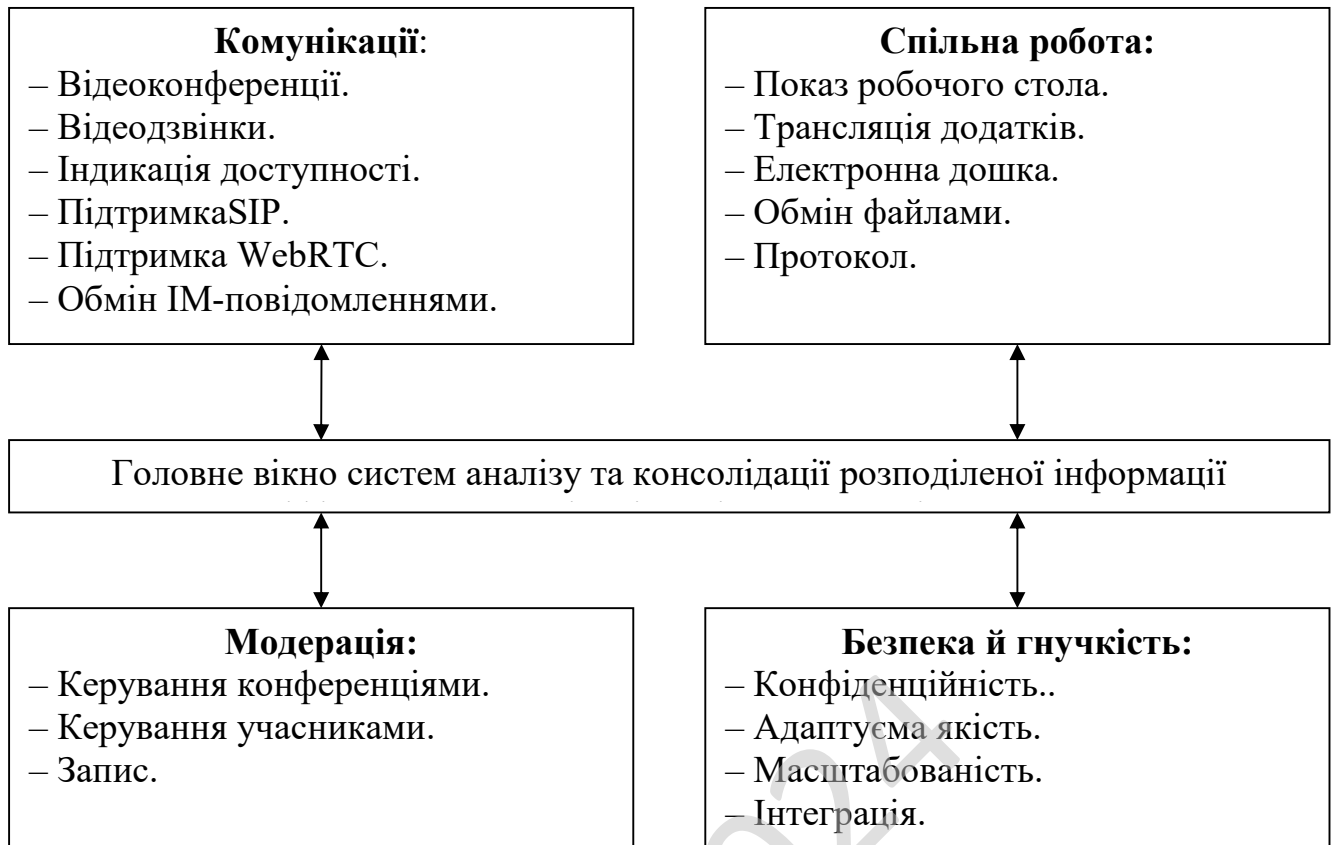 Комунікації:
– Відеоконференції.
– Відеодзвінки.
– Індикація доступності.
– ПідтримкаSIP.
– Підтримка WebRTC.
– Обмін ІМ-повідомленнями.
Спільна робота:
– Показ робочого стола.
– Трансляція додатків.
– Електронна дошка.
– Обмін файлами.
– Протокол.
Головне вікно систем аналізу та консолідації розподіленої інформації
Модерація:
– Керування конференціями.
– Керування учасниками.
– Запис.
Безпека й гнучкість:
– Конфіденційність..
– Адаптуєма якість.
– Масштабованість.
– Інтеграція.